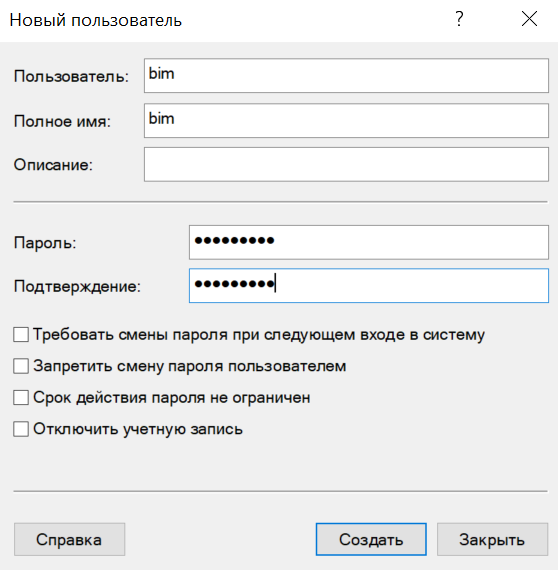 Новый пользователь ?
Пользователь: bim
Полное имя: bim
Описание:
Пароль: •••••••••
Подтверждение: •••••••••
Требовать смены пароля при следующем входе в систему
Запретить смену пароля пользователем
Срок действия пароля не ограничен
Отключить учетную запись
Справка Создать Закрыть